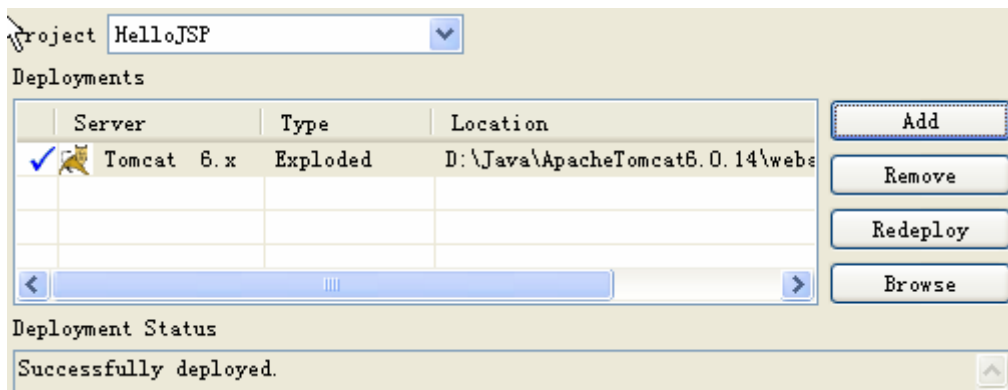 Project HelloJSP
Deployments
Server Type Location
Tomcat 6.x Exploded D:\Java\ApacheTomcat6.0.14\weba
Add
Remove
Redeploy
Browse
Deployment Status
Successfully deployed.